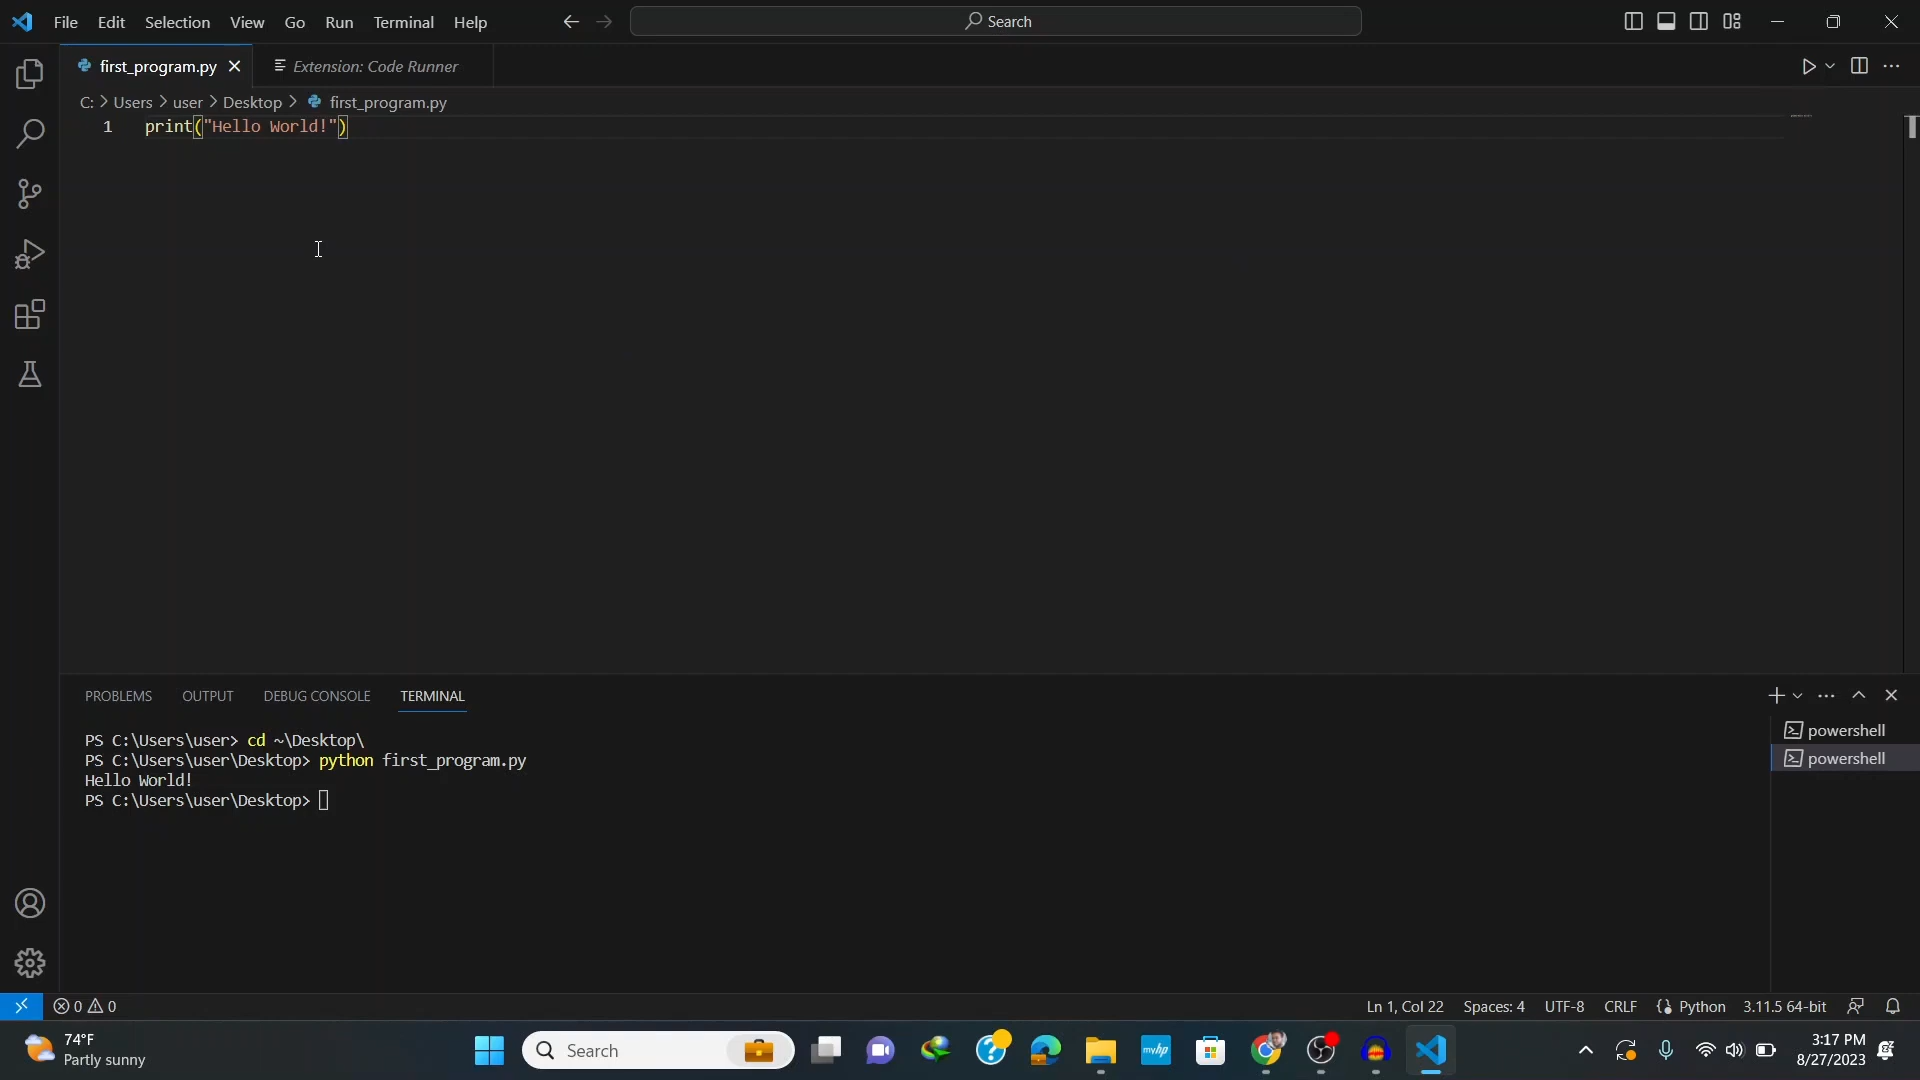 File Edit Selection View Go Run Terminal Help
Search
first_program.py
Extension: Code Runner
C: > Users > user > Desktop > first_program.py
1 print("Hello World!")
PROBLEMS OUTPUT DEBUG CONSOLE TERMINAL
PS C:\Users\user> cd ~\Desktop\
PS C:\Users\user\Desktop> python first_program.py
Hello World!
PS C:\Users\user\Desktop>
powershell
powershell
0 0
Ln 1, Col 22 Spaces: 4 UTF-8 CRLF Python 3.11.5 64-bit
74°F
Partly sunny
Search
myhp
3:17 PM
8/27/2023